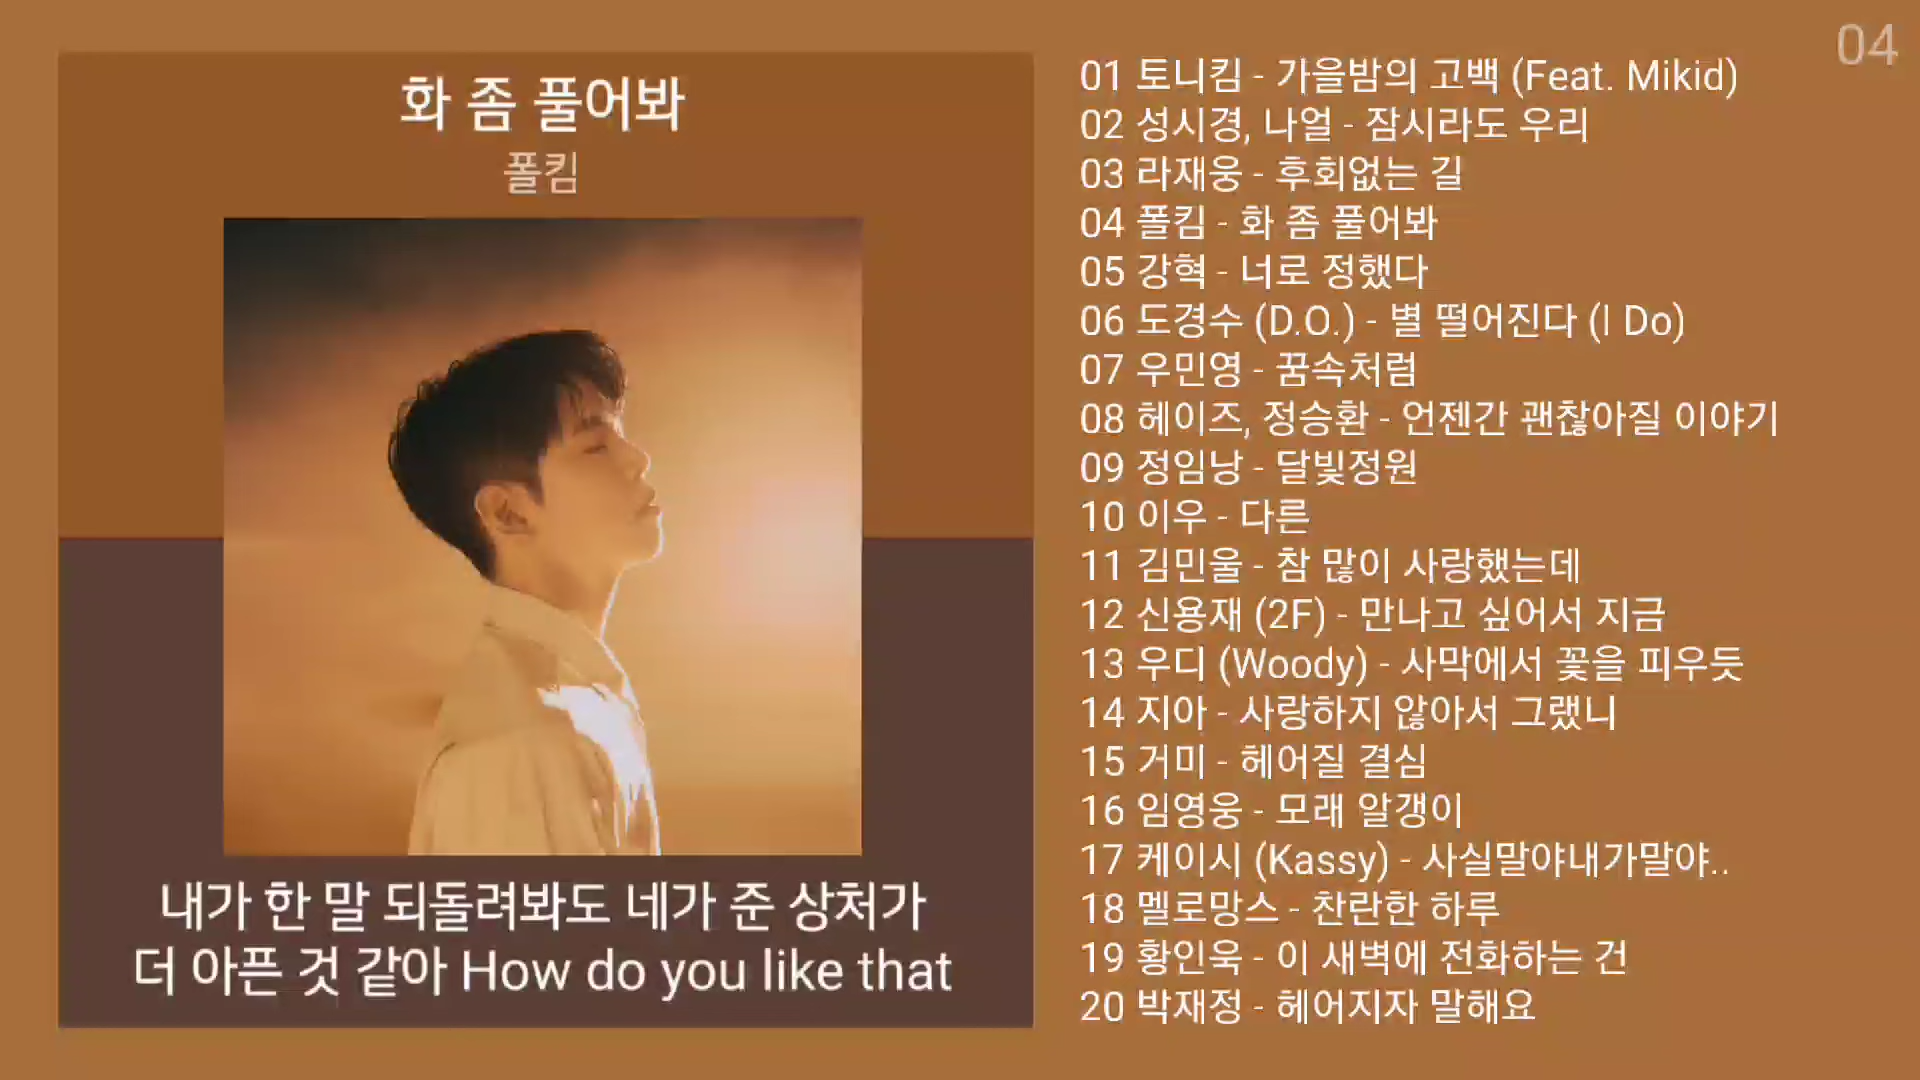 04
화 좀 풀어봐
폴킴
내가 한 말 되돌려봐도 네가 준 상처가
더 아픈 것 같아 How do you like that
01 토니킴 - 가을밤의 고백 (Feat. Mikid)
02 성시경, 나얼 - 잠시라도 우리
03 라재웅 - 후회없는 길
04 폴킴 - 화 좀 풀어봐
05 강혁 - 너로 정했다
06 도경수 (D.O.) - 별 떨어진다 (I Do)
07 우민영 - 꿈속처럼
08 헤이즈, 정승환 - 언젠간 괜찮아질 이야기
09 정임낭 - 달빛정원
10 이우 - 다른
11 김민울 - 참 많이 사랑했는데
12 신용재 (2F) - 만나고 싶어서 지금
13 우디 (Woody) - 사막에서 꽃을 피우듯
14 지아 - 사랑하지 않아서 그랬니
15 거미 - 헤어질 결심
16 임영웅 - 모래 알갱이
17 케이시 (Kassy) - 사실말야내가말야..
18 멜로망스 - 찬란한 하루
19 황인욱 - 이 새벽에 전화하는 건
20 박재정 - 헤어지자 말해요